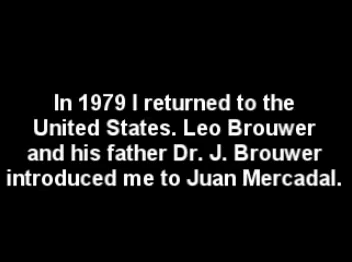 In 1979 I returned to the
United States. Leo Brouwer
and his father Dr. J. Brouwer
introduced me to Juan Mercadal.